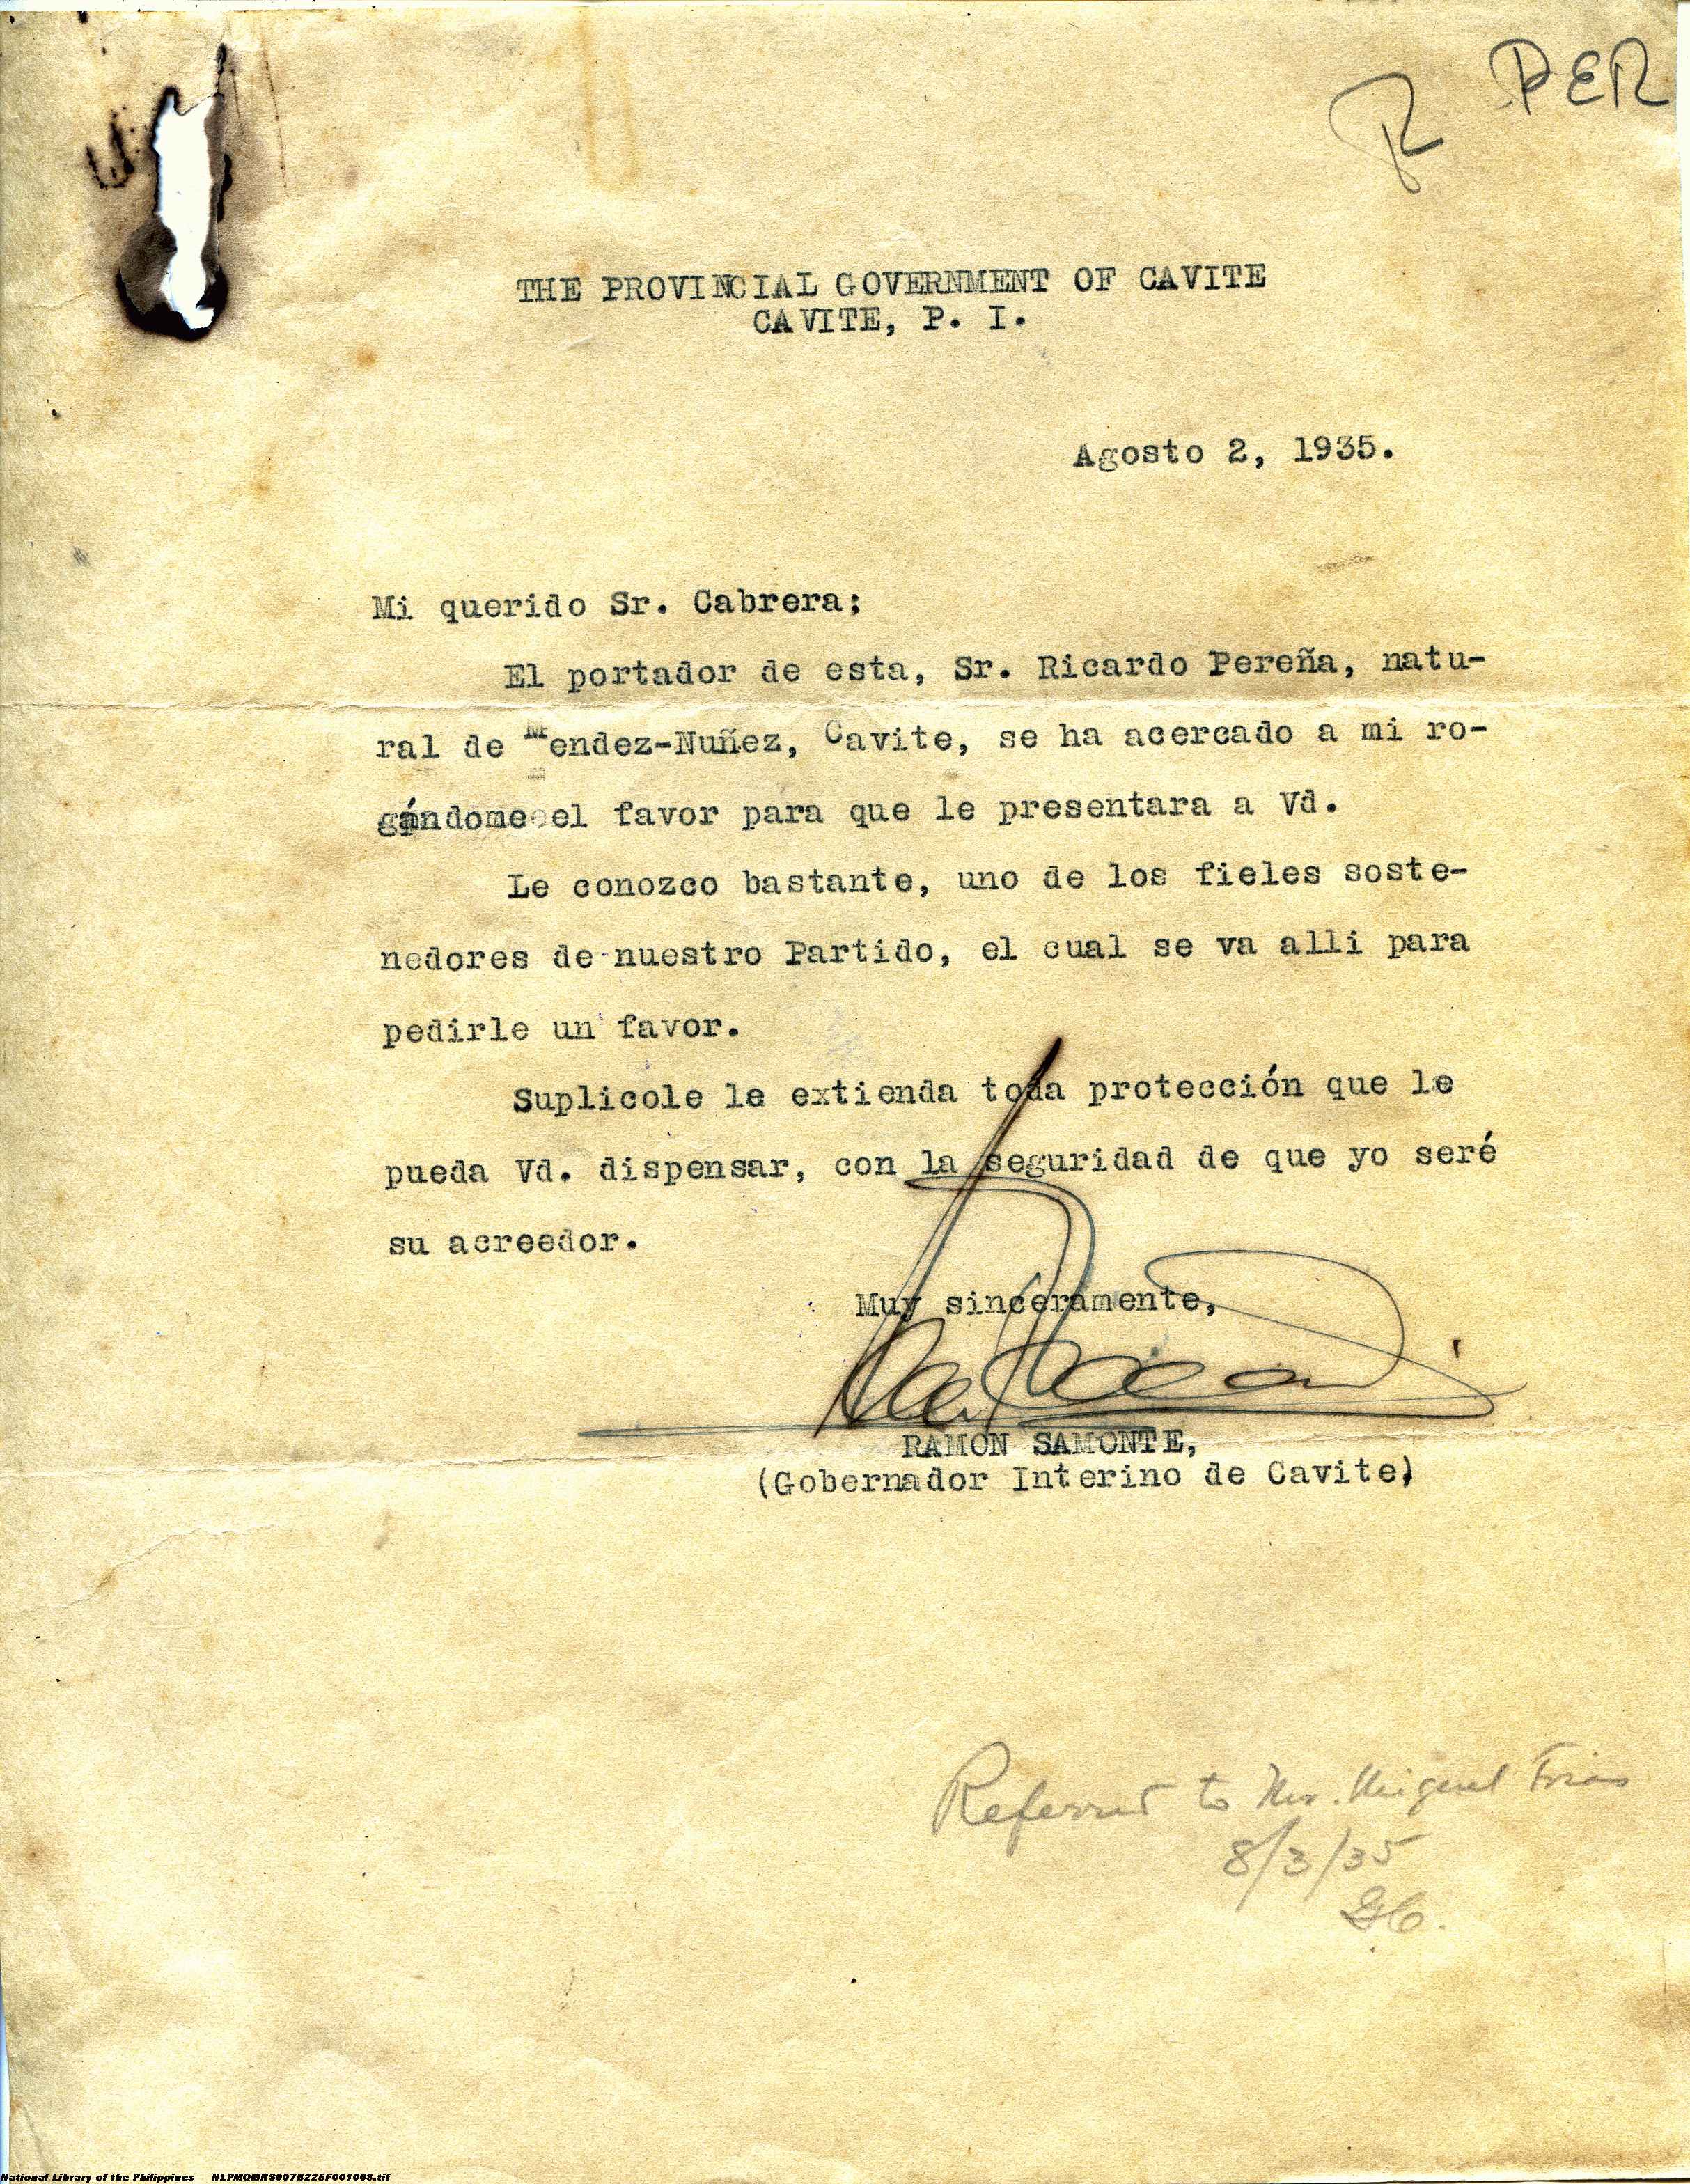 PER
R
THE PROVINCIAL GOVERNMENT OF CAVITE
CAVITE, P. I.
Agosto 2, 1935.
Mi querido Sr. Cabrera;
El portador de esta, Sr. Ricardo Pereña, natu-
ral de Mendez-Nuñez, Cavite, se ha acercado a mi ro-
gándome el favor para que le presentara a Vd.
Le conozco bastante, uno de los fieles soste-
nedores de nuestro Partido, el cual se va alli para
pedirle un favor.
Suplicole le extienda toda protección que le
pueda Vd. dispensar, con la seguridad de que yo seré
su acreedor.
Muy sinceramente,
RAMON SAMONTE,
(Gobernador Interino de Cavite)
Referred to Mr. Miguel Frias
8/3/35
National Library of the Philippines NLPMQMNS007B225F001003.tif